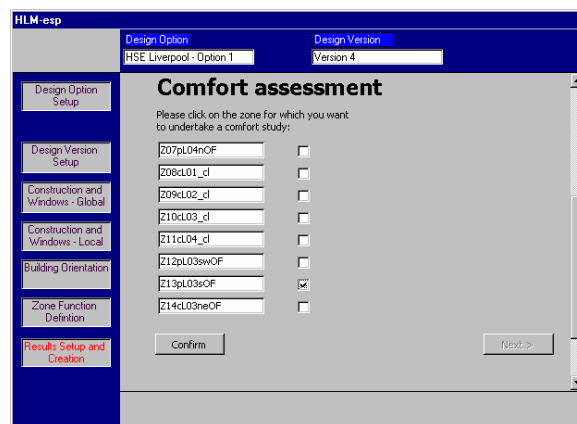 HLM-esp
Design Option
Design Version
HSE Liverpool - Option 1
Version 4
Design Option
Setup
Design Version
Setup
Construction and
Windows - Global
Construction and
Windows - Local
Building Orientation
Zone Function
Defintion
Results Setup and
Creation
Comfort assessment
Please click on the zone for which you want
to undertake a comfort study:
Z07pL04nOF
Z08cL01_cl
Z09cL02_cl
Z10cL03_cl
Z11cL04_cl
Z12pL03swOF
Z13pL03sOF
Z14cL03neOF
Confirm
Next >